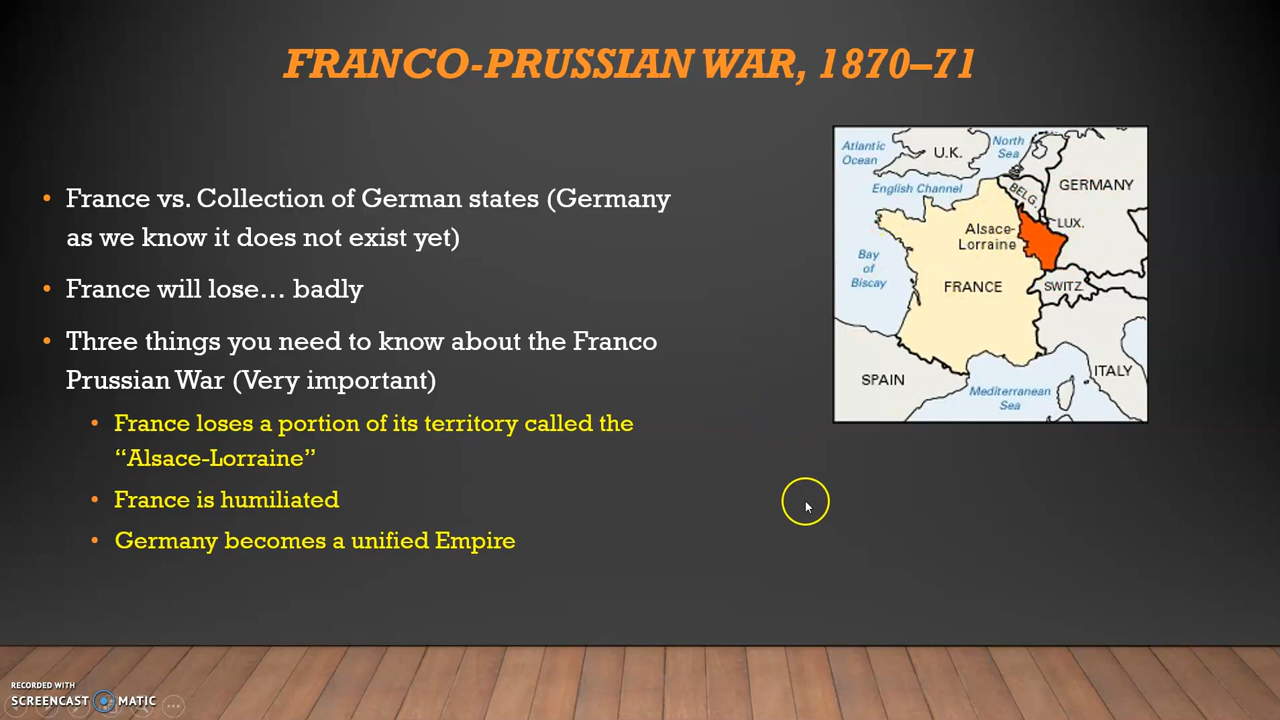 FRANCO-PRUSSIAN WAR, 1870–71
• France vs. Collection of German states (Germany
as we know it does not exist yet)
• France will lose… badly
• Three things you need to know about the Franco
Prussian War (Very important)
• France loses a portion of its territory called the
“Alsace-Lorraine”
• France is humiliated
• Germany becomes a unified Empire
Atlantic
Ocean
U.K.
North
Sea
English Channel
BELG.
GERMANY
LUX.
Alsace-
Lorraine
Bay
of
Biscay
FRANCE
SWITZ.
SPAIN
Mediterranean
Sea
ITALY
RECORDED WITH
SCREENCAST MATIC